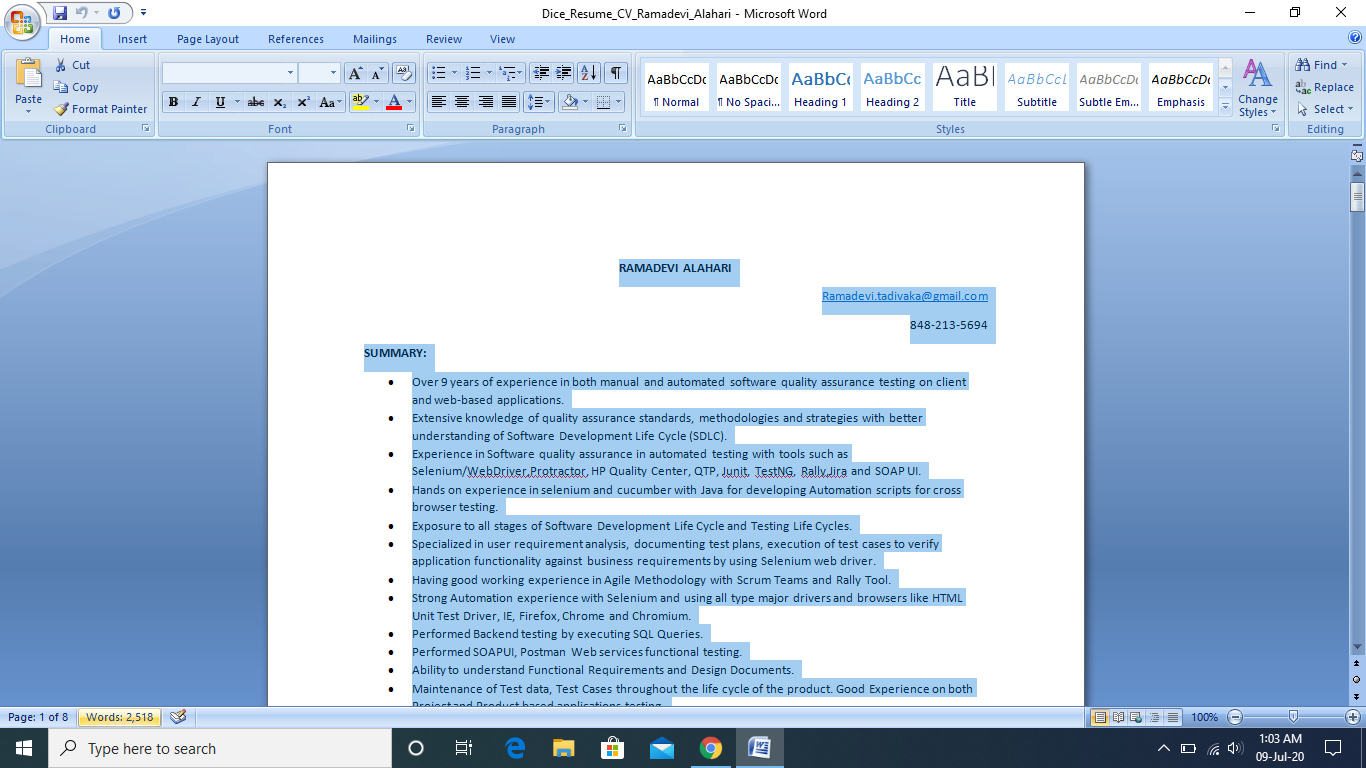 Dice_Resume_CV_Ramadevi_Alahari - Microsoft Word
Home Insert Page Layout References Mailings Review View
Paste
Cut
Copy
Format Painter
Clipboard
B I U abc x₂ x² Aa A
Font
Paragraph
AaBbCcDc AaBbCcDc AaBbCc AaBbCc AaBl AaBbCcL AaBbCcDc AaBbCcDc
¶ Normal ¶ No Spaci... Heading 1 Heading 2 Title Subtitle Subtle Em... Emphasis
Change
Styles
Styles
Find
Replace
Select
Editing
RAMADEVI ALAHARI
Ramadevi.tadivaka@gmail.com
848-213-5694
SUMMARY:
• Over 9 years of experience in both manual and automated software quality assurance testing on client
and web-based applications.
• Extensive knowledge of quality assurance standards, methodologies and strategies with better
understanding of Software Development Life Cycle (SDLC).
• Experience in Software quality assurance in automated testing with tools such as
Selenium/WebDriver,Protractor, HP Quality Center, QTP, Junit, TestNG, Rally,Jira and SOAP UI.
• Hands on experience in selenium and cucumber with Java for developing Automation scripts for cross
browser testing.
• Exposure to all stages of Software Development Life Cycle and Testing Life Cycles.
• Specialized in user requirement analysis, documenting test plans, execution of test cases to verify
application functionality against business requirements by using Selenium web driver.
• Having good working experience in Agile Methodology with Scrum Teams and Rally Tool.
• Strong Automation experience with Selenium and using all type major drivers and browsers like HTML
Unit Test Driver, IE, Firefox, Chrome and Chromium.
• Performed Backend testing by executing SQL Queries.
• Performed SOAPUI, Postman Web services functional testing.
• Ability to understand Functional Requirements and Design Documents.
• Maintenance of Test data, Test Cases throughout the life cycle of the product. Good Experience on both
Project and Product based applications testing.
Page: 1 of 8 Words: 2,518 100%
Type here to search
1:03 AM
09-Jul-20